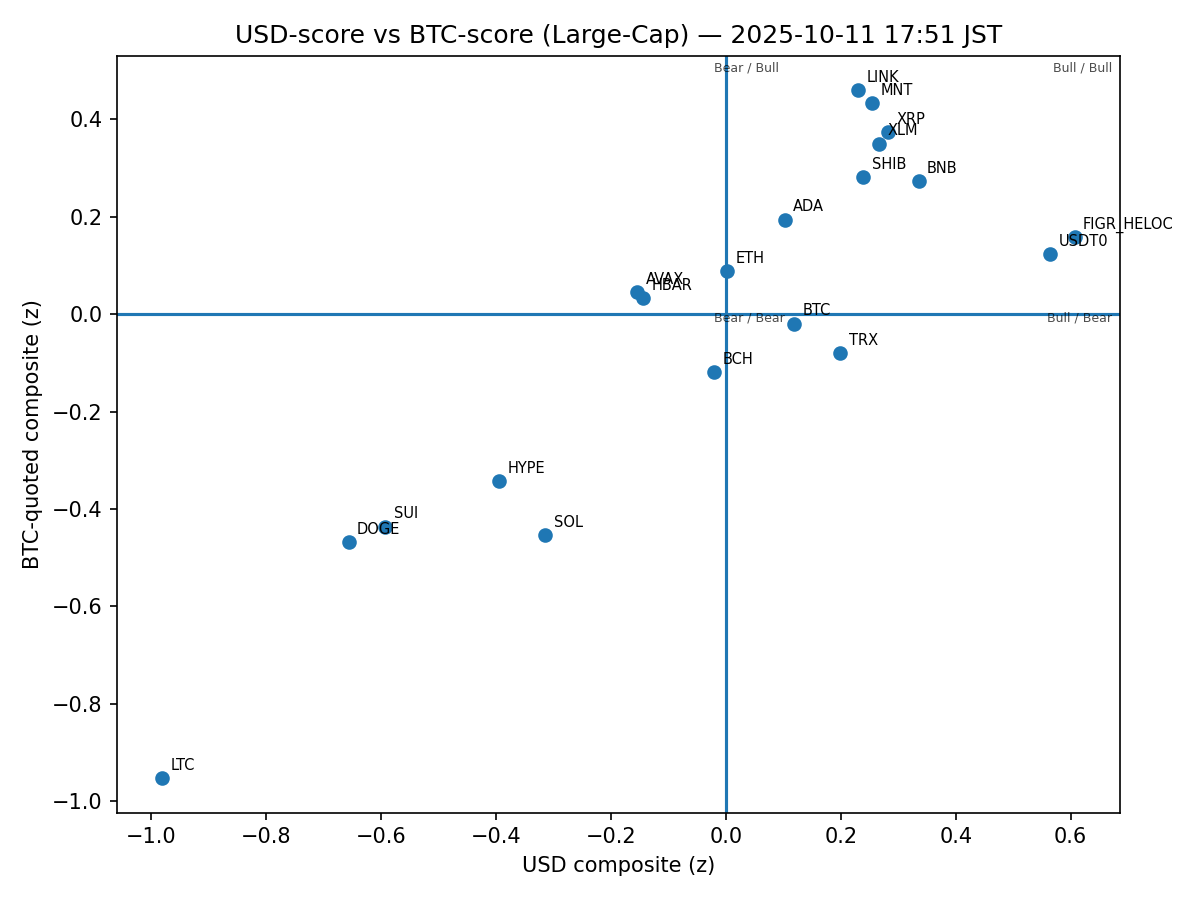 USD-score vs BTC-score (Large-Cap) — 2025-10-11 17:51 JST
Bear / Bull
Bull / Bull
LINK
MNT
XRP
XLM
SHIB
BNB
ADA
FIGR_HELOC
USDT0
ETH
AVAX
HBAR
BTC
Bear / Bear
Bull / Bear
TRX
BCH
HYPE
SUI
SOL
DOGE
LTC
0.4
0.2
0.0
−0.2
−0.4
−0.6
−0.8
−1.0
BTC-quoted composite (z)
−1.0 −0.8 −0.6 −0.4 −0.2 0.0 0.2 0.4 0.6
USD composite (z)